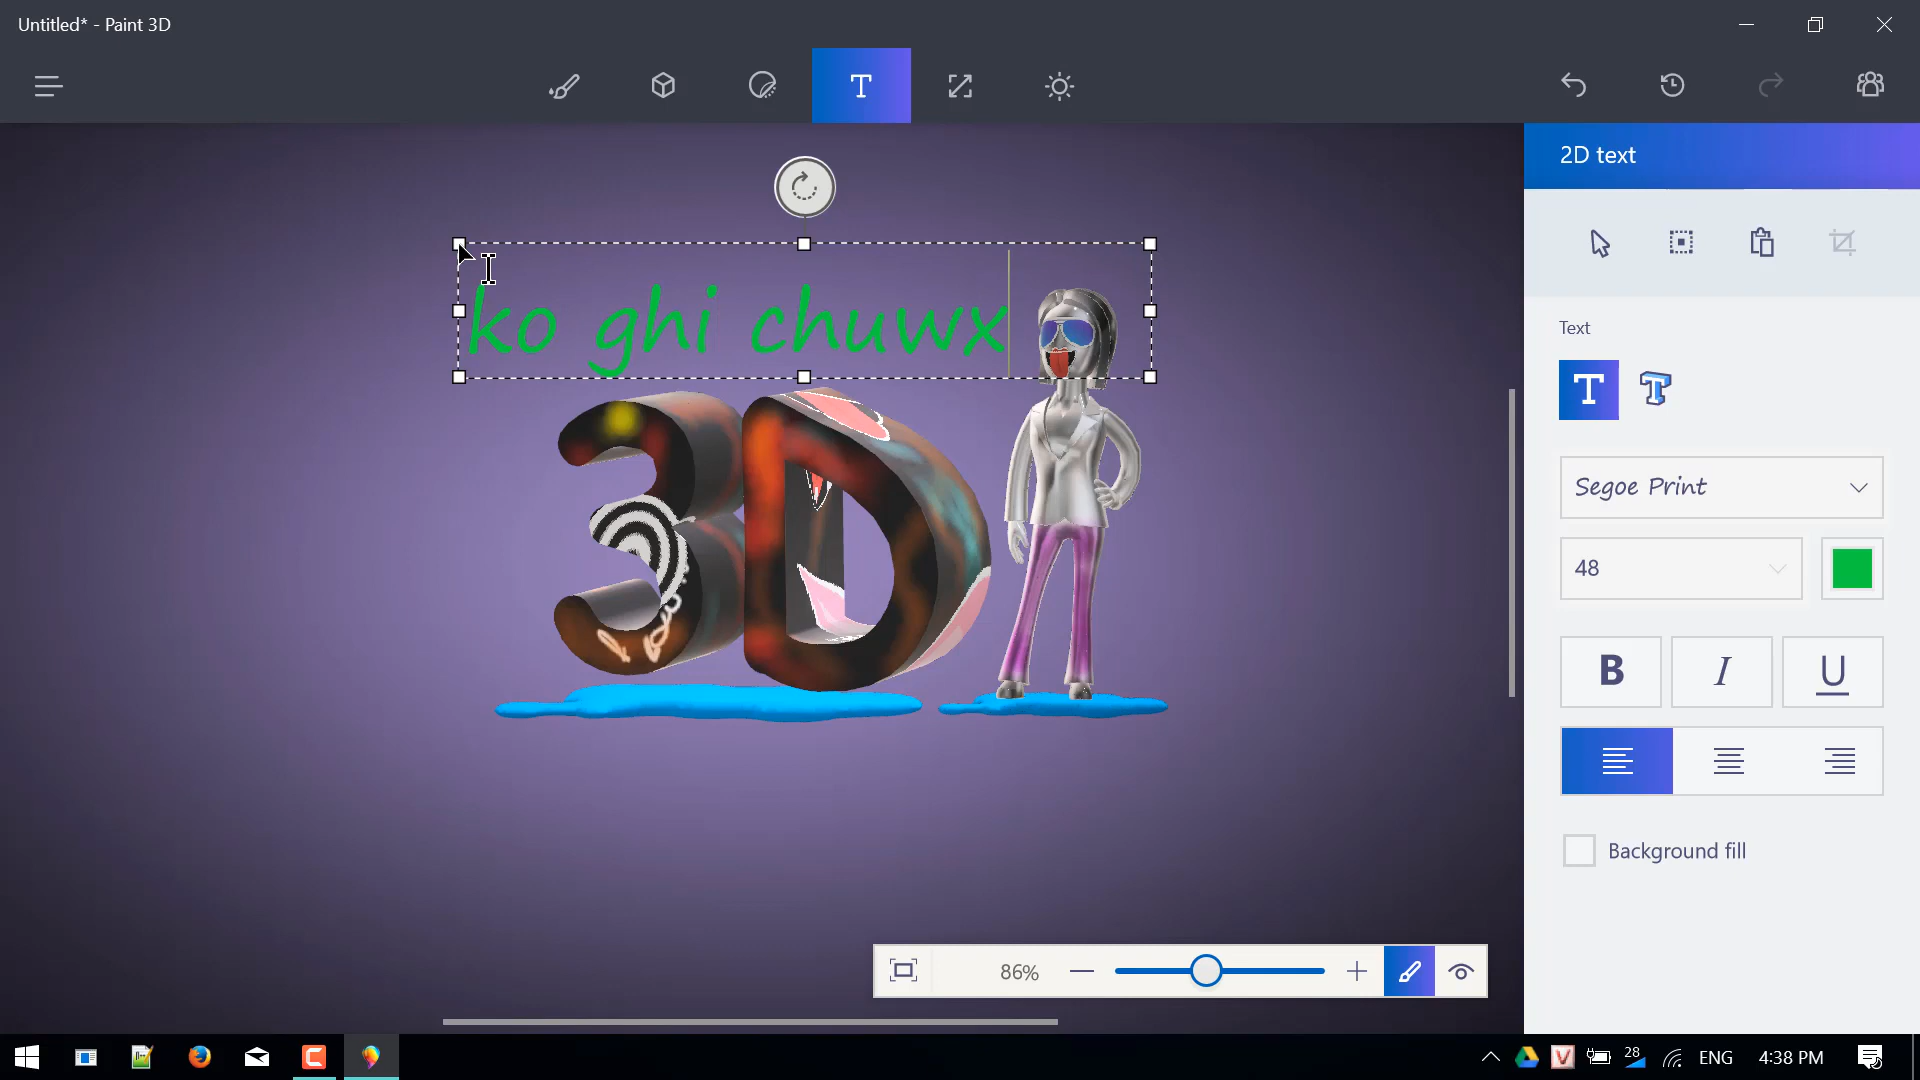 Untitled* - Paint 3D
2D text
ko ghi chuwx
Text
T
Segoe Print
48
B I U
Background fill
3D
86%
28
ENG
4:38 PM